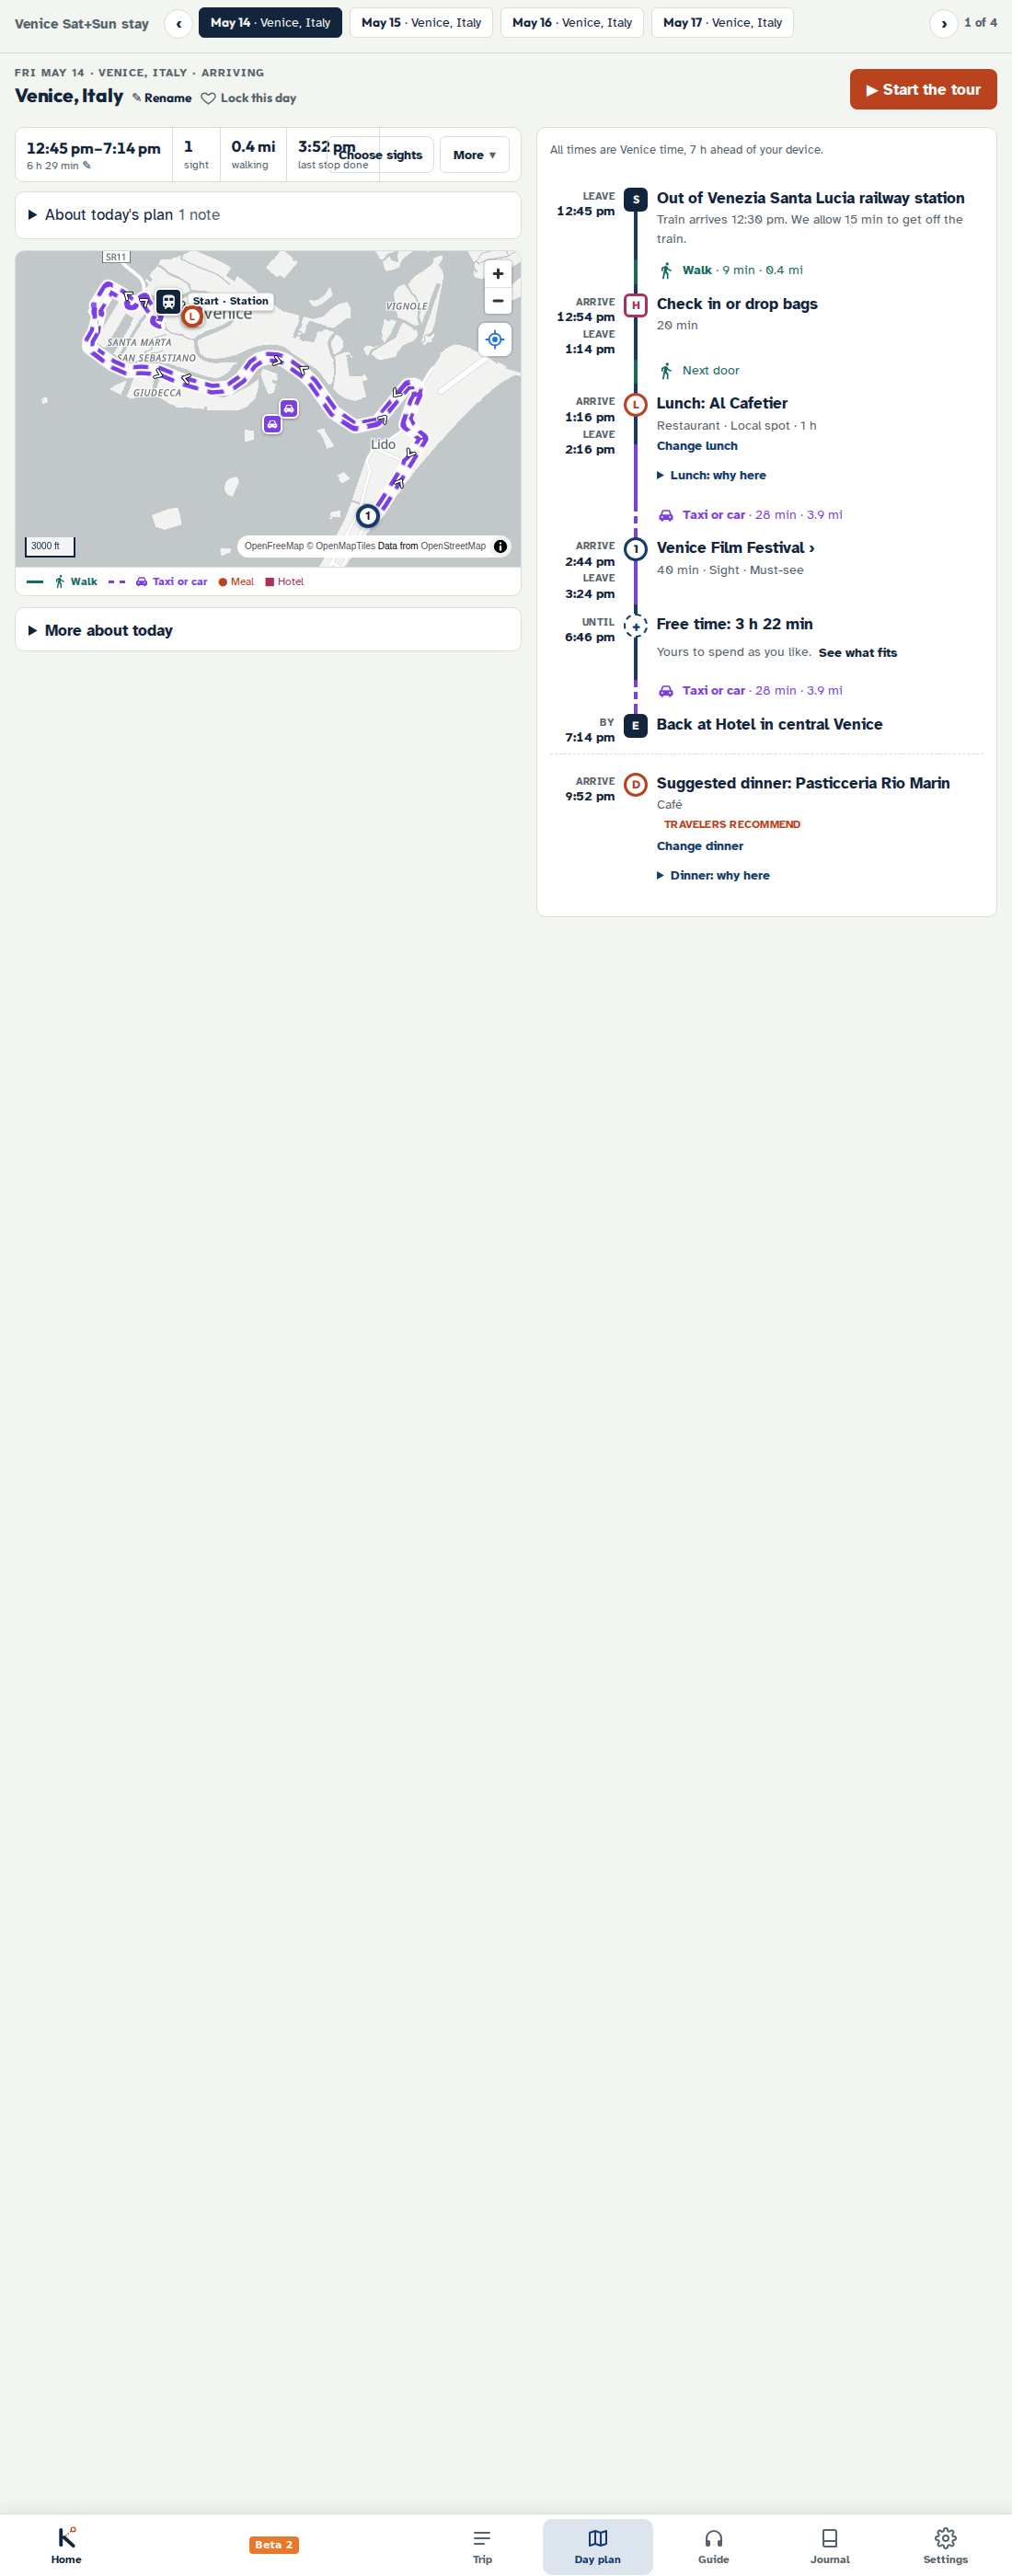 Venice Sat+Sun stay
‹
May 14 · Venice, Italy
May 15 · Venice, Italy
May 16 · Venice, Italy
May 17 · Venice, Italy
›
1 of 4
FRI MAY 14 · VENICE, ITALY · ARRIVING
Venice, Italy ✎ Rename Lock this day
▶ Start the tour
12:45 pm–7:14 pm
6 h 29 min ✎
1
sight
0.4 mi
walking
3:52 pm
last stop done
Choose sights
More ▼
▶ About today's plan 1 note
SR11
Start · Station
L
Venice
VIGNOLE
SANTA MARTA
SAN SEBASTIANO
GIUDECCA
Lido
1
+
−
3000 ft
OpenFreeMap © OpenMapTiles Data from OpenStreetMap
Walk Taxi or car Meal Hotel
▶ More about today
All times are Venice time, 7 h ahead of your device.
LEAVE
12:45 pm
S
Out of Venezia Santa Lucia railway station
Train arrives 12:30 pm. We allow 15 min to get off the
train.
Walk · 9 min · 0.4 mi
ARRIVE
12:54 pm
LEAVE
1:14 pm
H
Check in or drop bags
20 min
Next door
ARRIVE
1:16 pm
LEAVE
2:16 pm
L
Lunch: Al Cafetier
Restaurant · Local spot · 1 h
Change lunch
▶ Lunch: why here
Taxi or car · 28 min · 3.9 mi
ARRIVE
2:44 pm
LEAVE
3:24 pm
1
Venice Film Festival ›
40 min · Sight · Must-see
UNTIL
6:46 pm
+
Free time: 3 h 22 min
Yours to spend as you like. See what fits
Taxi or car · 28 min · 3.9 mi
BY
7:14 pm
E
Back at Hotel in central Venice
ARRIVE
9:52 pm
D
Suggested dinner: Pasticceria Rio Marin
Café
TRAVELERS RECOMMEND
Change dinner
▶ Dinner: why here
Home
Beta 2
Trip
Day plan
Guide
Journal
Settings